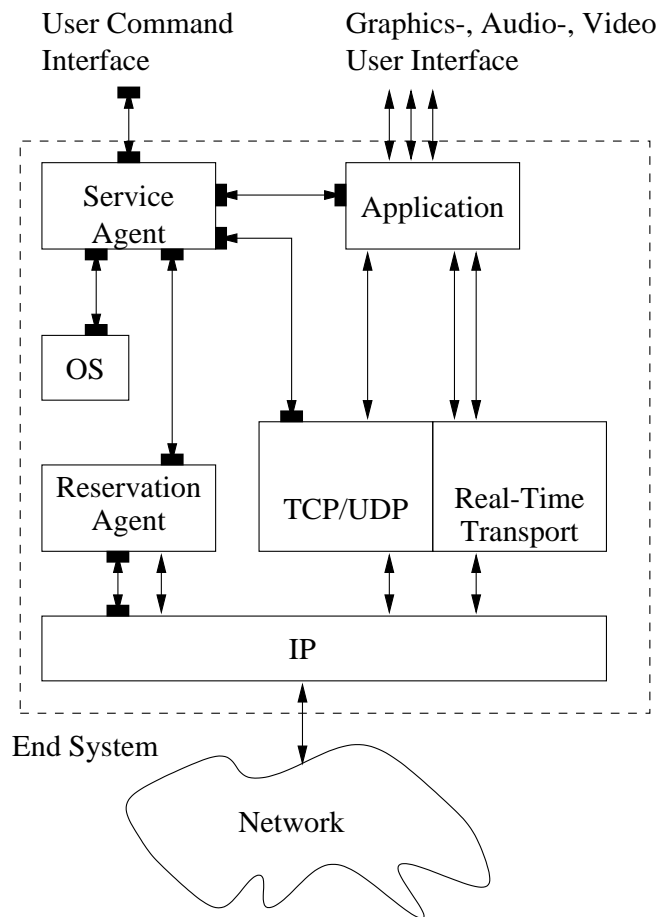 User Command
Interface
Graphics-, Audio-, Video
User Interface
Service
Agent
Application
OS
Reservation
Agent
TCP/UDP
Real-Time
Transport
IP
End System
Network